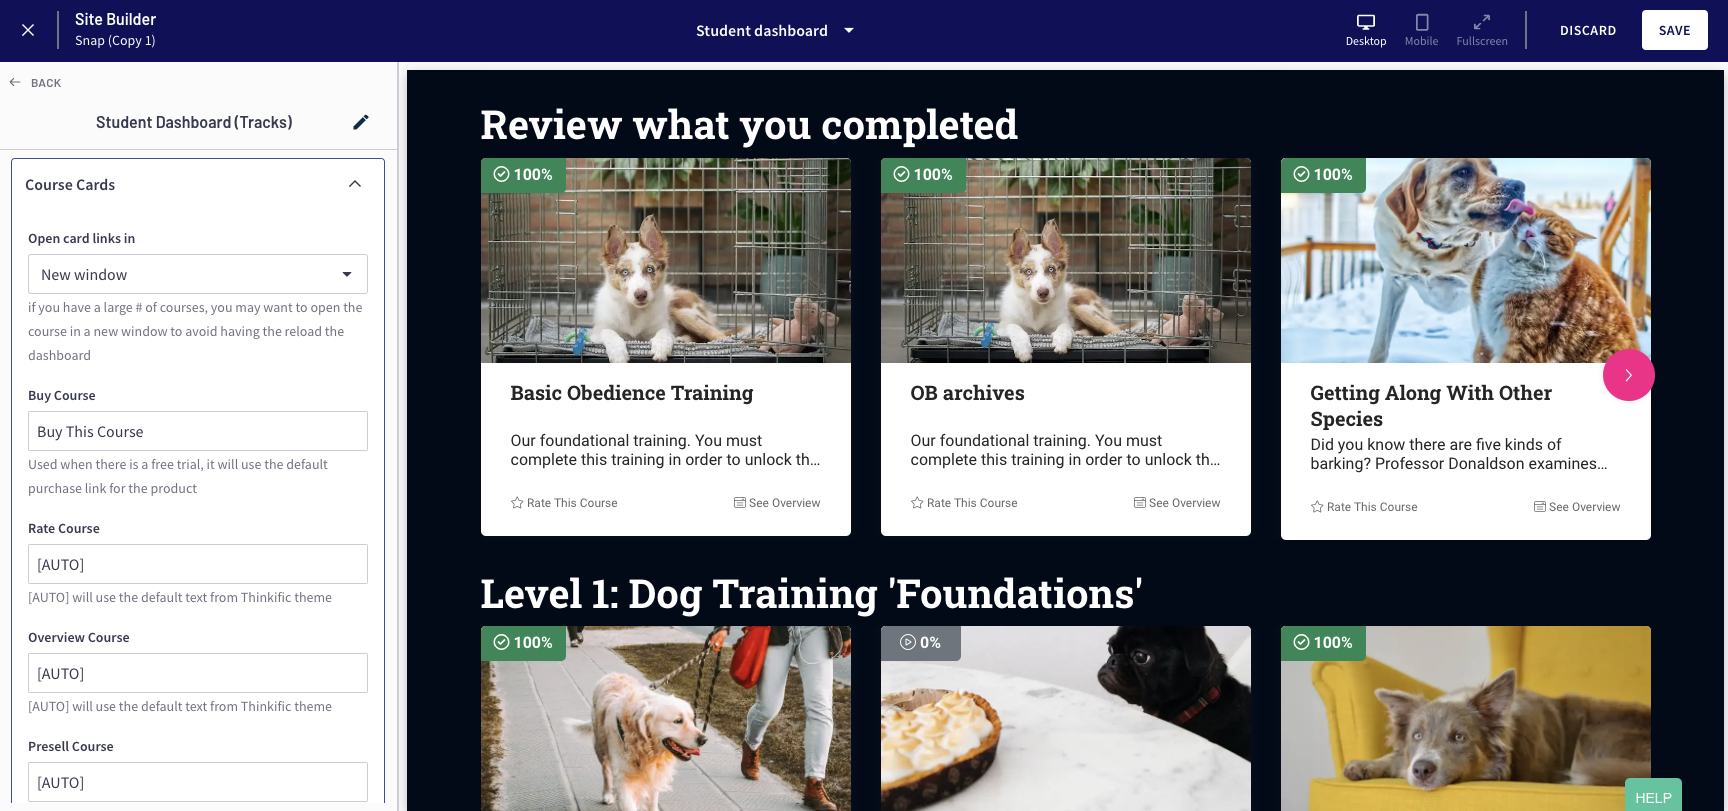 Site Builder
Snap (Copy 1)
Student dashboard
Desktop
Mobile
Fullscreen
DISCARD
SAVE
BACK
Student Dashboard (Tracks)
Course Cards
Open card links in
New window
if you have a large # of courses, you may want to open the
course in a new window to avoid having the reload the
dashboard
Buy Course
Buy This Course
Used when there is a free trial, it will use the default
purchase link for the product
Rate Course
[AUTO]
[AUTO] will use the default text from Thinkific theme
Overview Course
[AUTO]
[AUTO] will use the default text from Thinkific theme
Presell Course
[AUTO]
Review what you completed
100%
Basic Obedience Training
Our foundational training. You must
complete this training in order to unlock th...
Rate This Course
See Overview
100%
OB archives
Our foundational training. You must
complete this training in order to unlock th...
Rate This Course
See Overview
100%
Getting Along With Other
Species
Did you know there are five kinds of
barking? Professor Donaldson examines...
Rate This Course
See Overview
Level 1: Dog Training 'Foundations'
100%
0%
100%
HELP